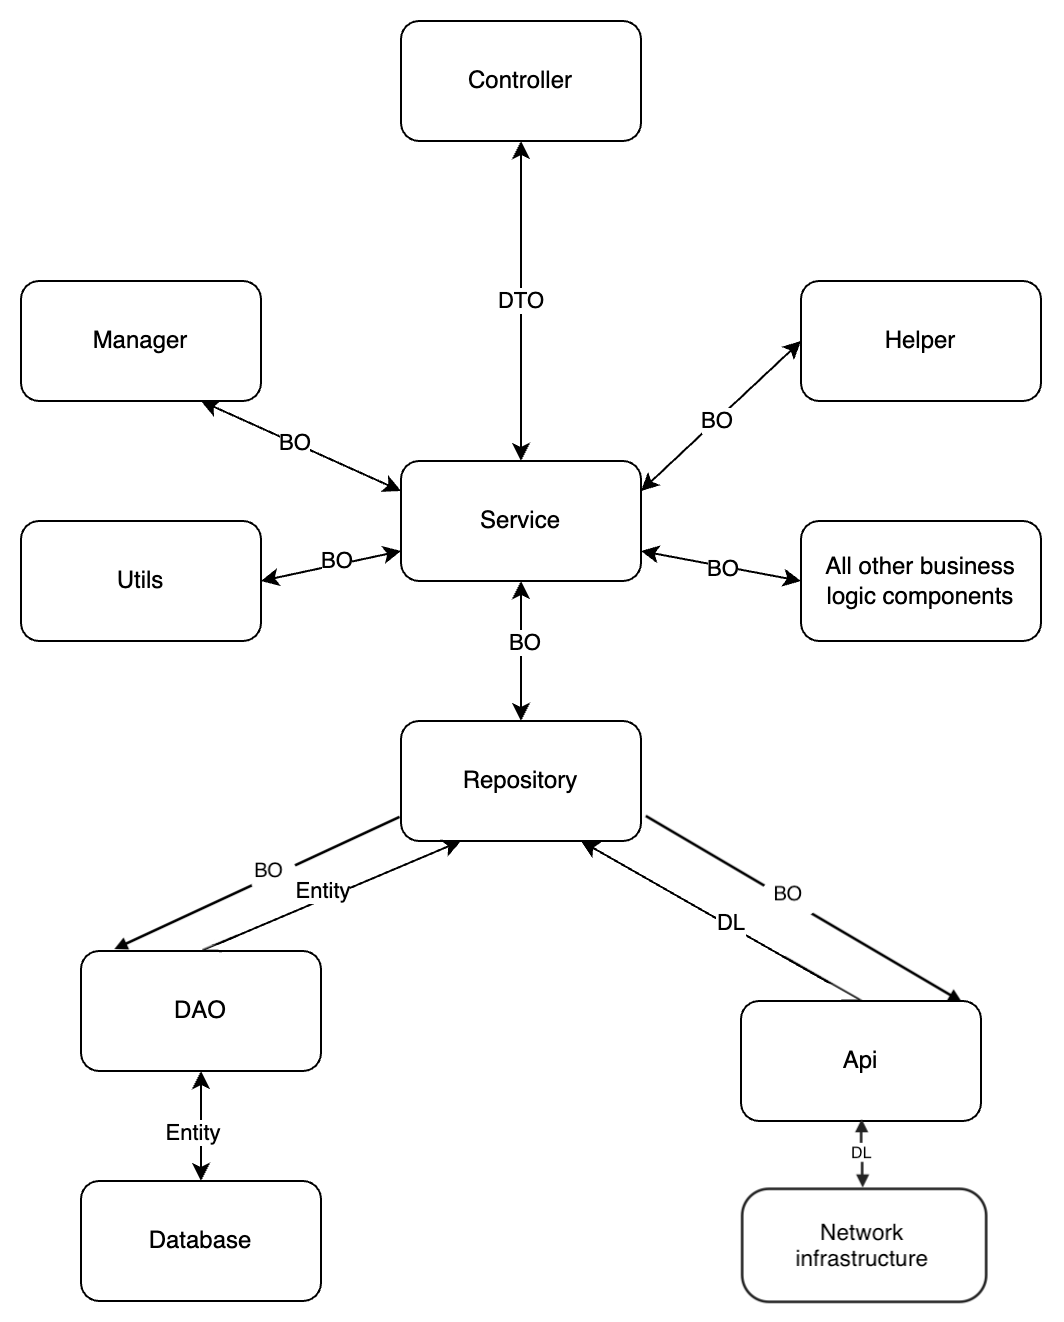 Controller
DTO
Manager
Helper
BO
BO
Service
Utils
BO
BO
All other business
logic components
BO
Repository
BO
Entity
BO
DL
DAO
Api
Entity
DL
Database
Network
infrastructure